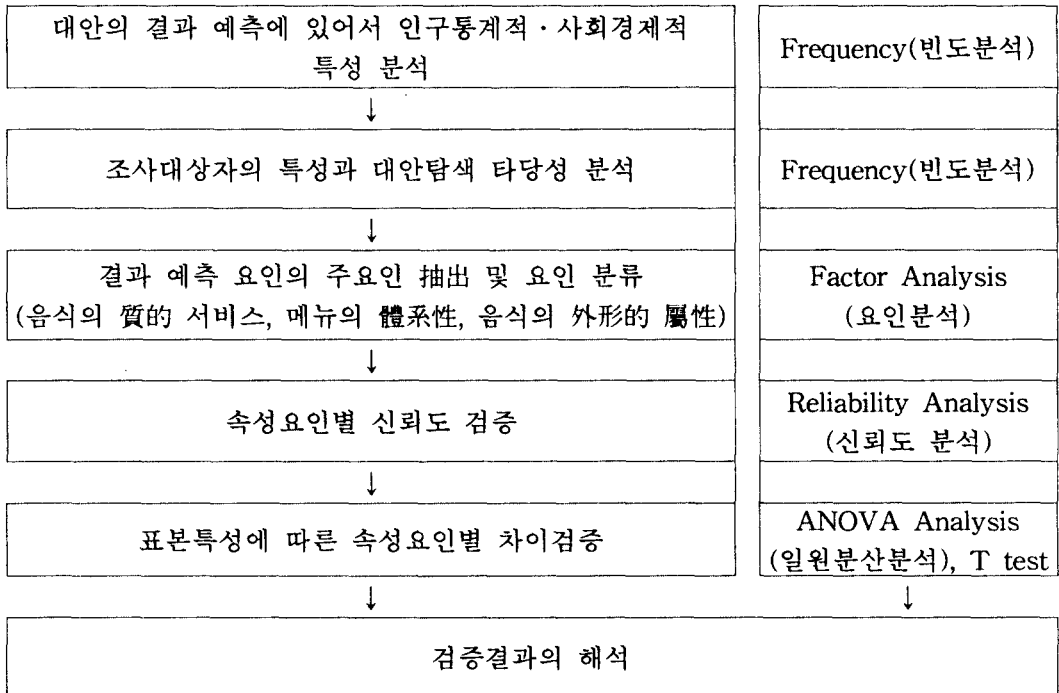 대안의 결과 예측에 있어서 인구통계적·사회경제적
특성 분석
Frequency(빈도분석)
↓
조사대상자의 특성과 대안탐색 타당성 분석
Frequency(빈도분석)
↓
결과 예측 요인의 주요인 抽出 및 요인 분류
(음식의 質的 서비스, 메뉴의 體系性, 음식의 外形的 屬性)
Factor Analysis
(요인분석)
↓
속성요인별 신뢰도 검증
Reliability Analysis
(신뢰도 분석)
↓
표본특성에 따른 속성요인별 차이검증
ANOVA Analysis
(일원분산분석), T test
↓ ↓
검증결과의 해석